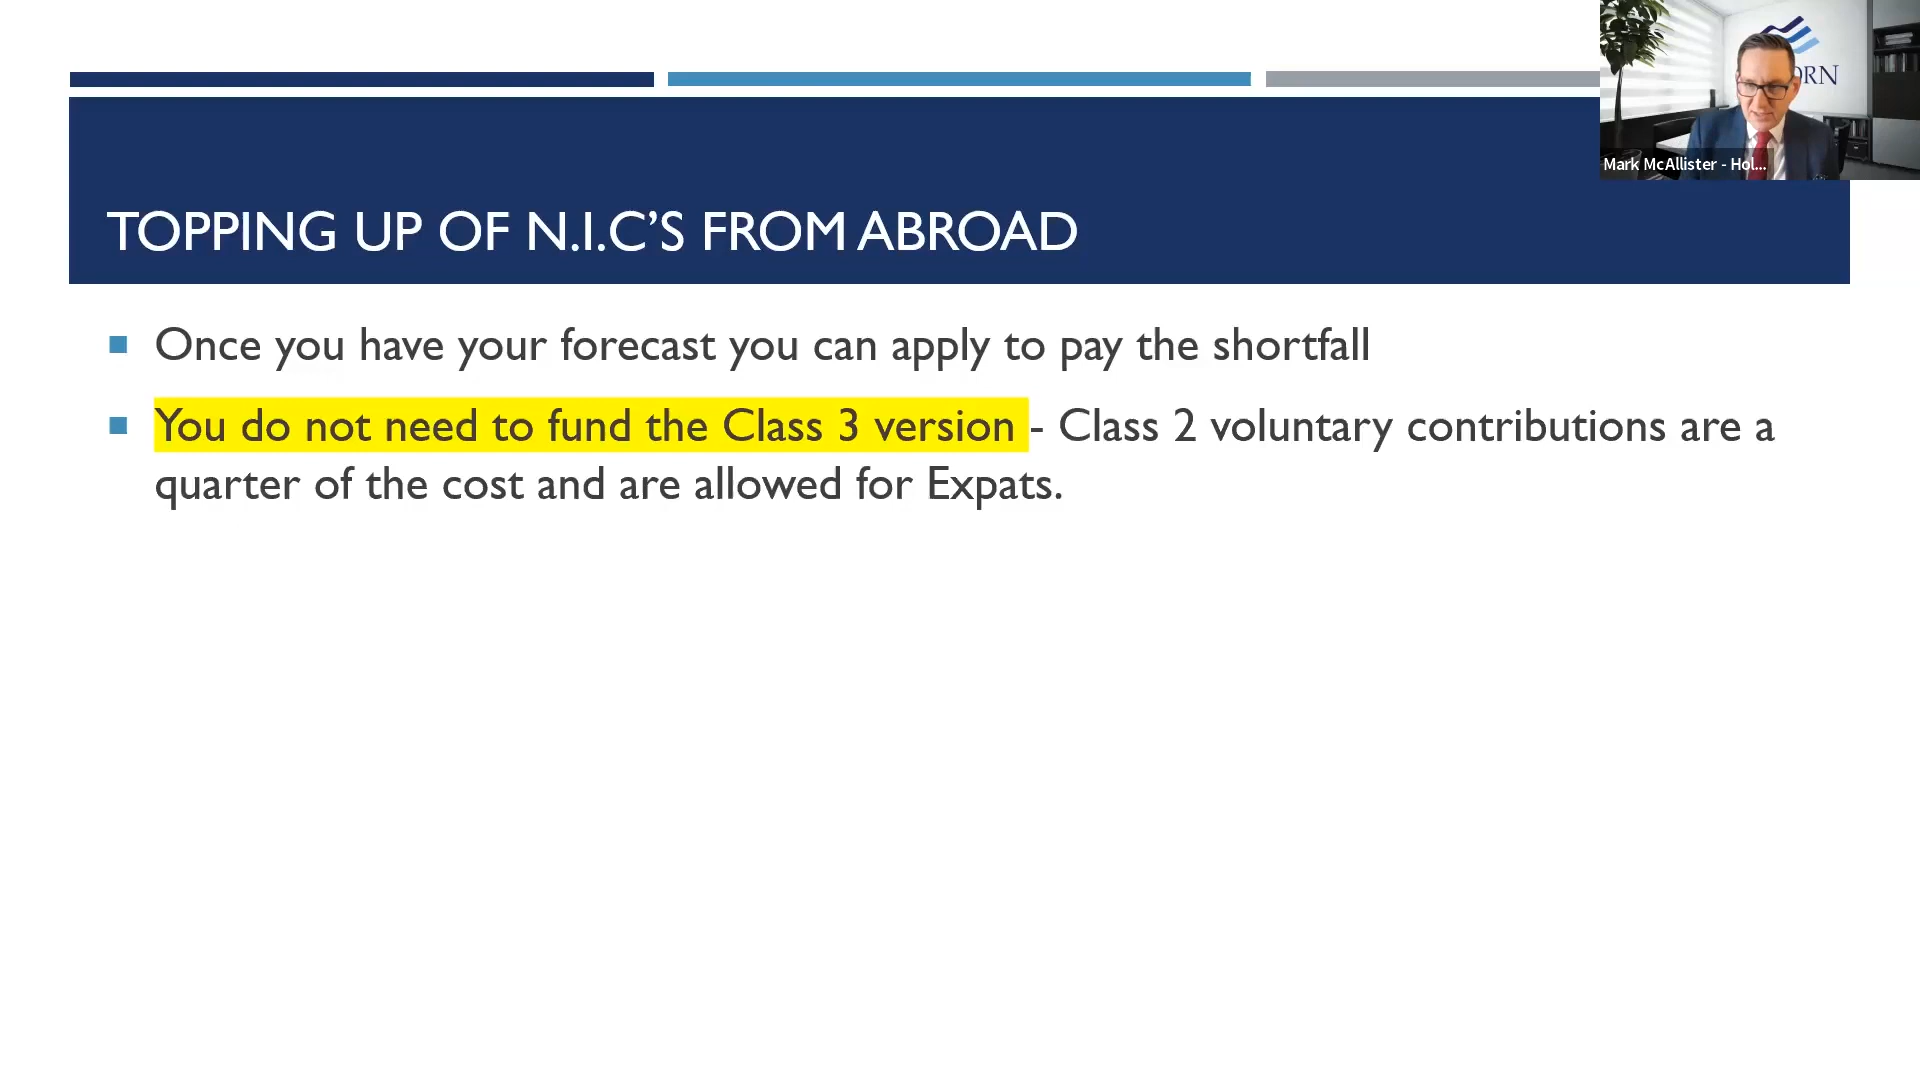 TOPPING UP OF N.I.C’S FROM ABROAD
Once you have your forecast you can apply to pay the shortfall
You do not need to fund the Class 3 version - Class 2 voluntary contributions are a
quarter of the cost and are allowed for Expats.
ORN
Mark McAllister - Hol...